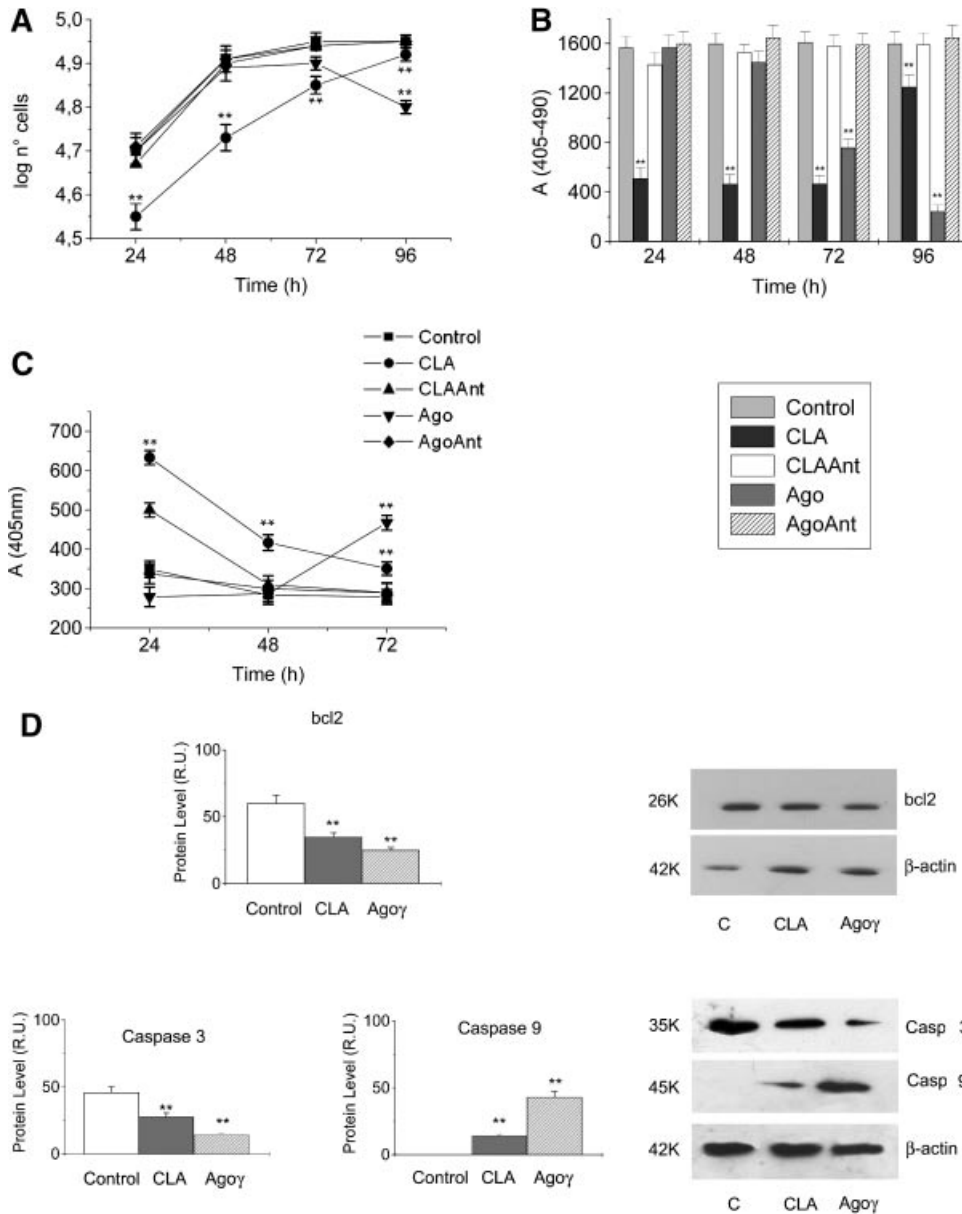 A
5,0
4,9
4,8
4,7
4,6
4,5
log n° cells
**
**
**
**
**
24 48 72 96
Time (h)
B
1600
1200
800
400
0
A (405-490)
**
**
**
**
**
**
24 48 72 96
Time (h)
C
Control
CLA
CLAAnt
Ago
AgoAnt
700
600
500
400
300
200
A (405nm)
**
**
**
**
24 48 72
Time (h)
Control
CLA
CLAAnt
Ago
AgoAnt
D
bcl2
100
50
0
Protein Level (R.U.)
**
**
Control CLA Agoγ
26K bcl2
42K β-actin
C CLA Agoγ
Caspase 3
100
50
0
Protein Level (R.U.)
**
**
Control CLA Agoγ
Caspase 9
100
50
0
Protein Level (R.U.)
**
**
Control CLA Agoγ
35K Casp 3
45K Casp 9
42K β-actin
C CLA Agoγ